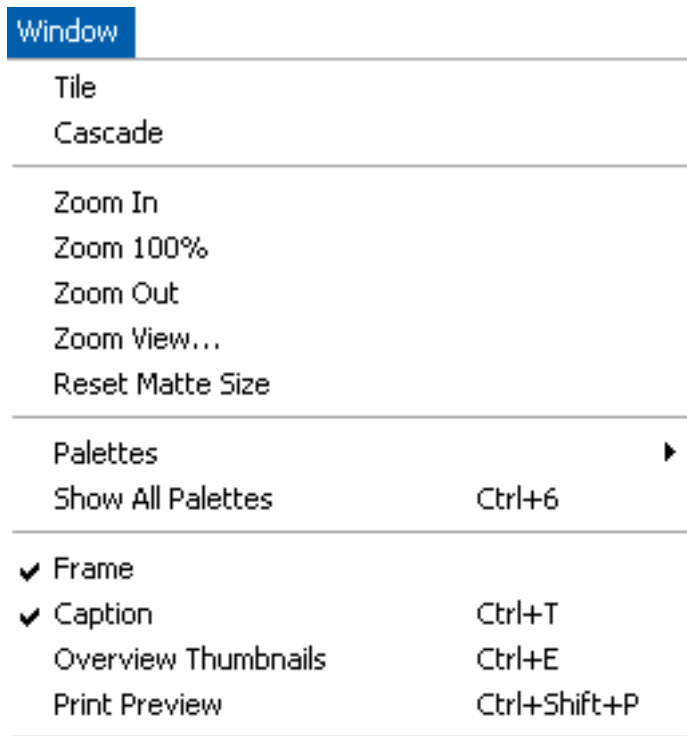 Window
Tile
Cascade
Zoom In
Zoom 100%
Zoom Out
Zoom View...
Reset Matte Size
Palettes
Show All Palettes Ctrl+6
Frame
Caption Ctrl+T
Overview Thumbnails Ctrl+E
Print Preview Ctrl+Shift+P